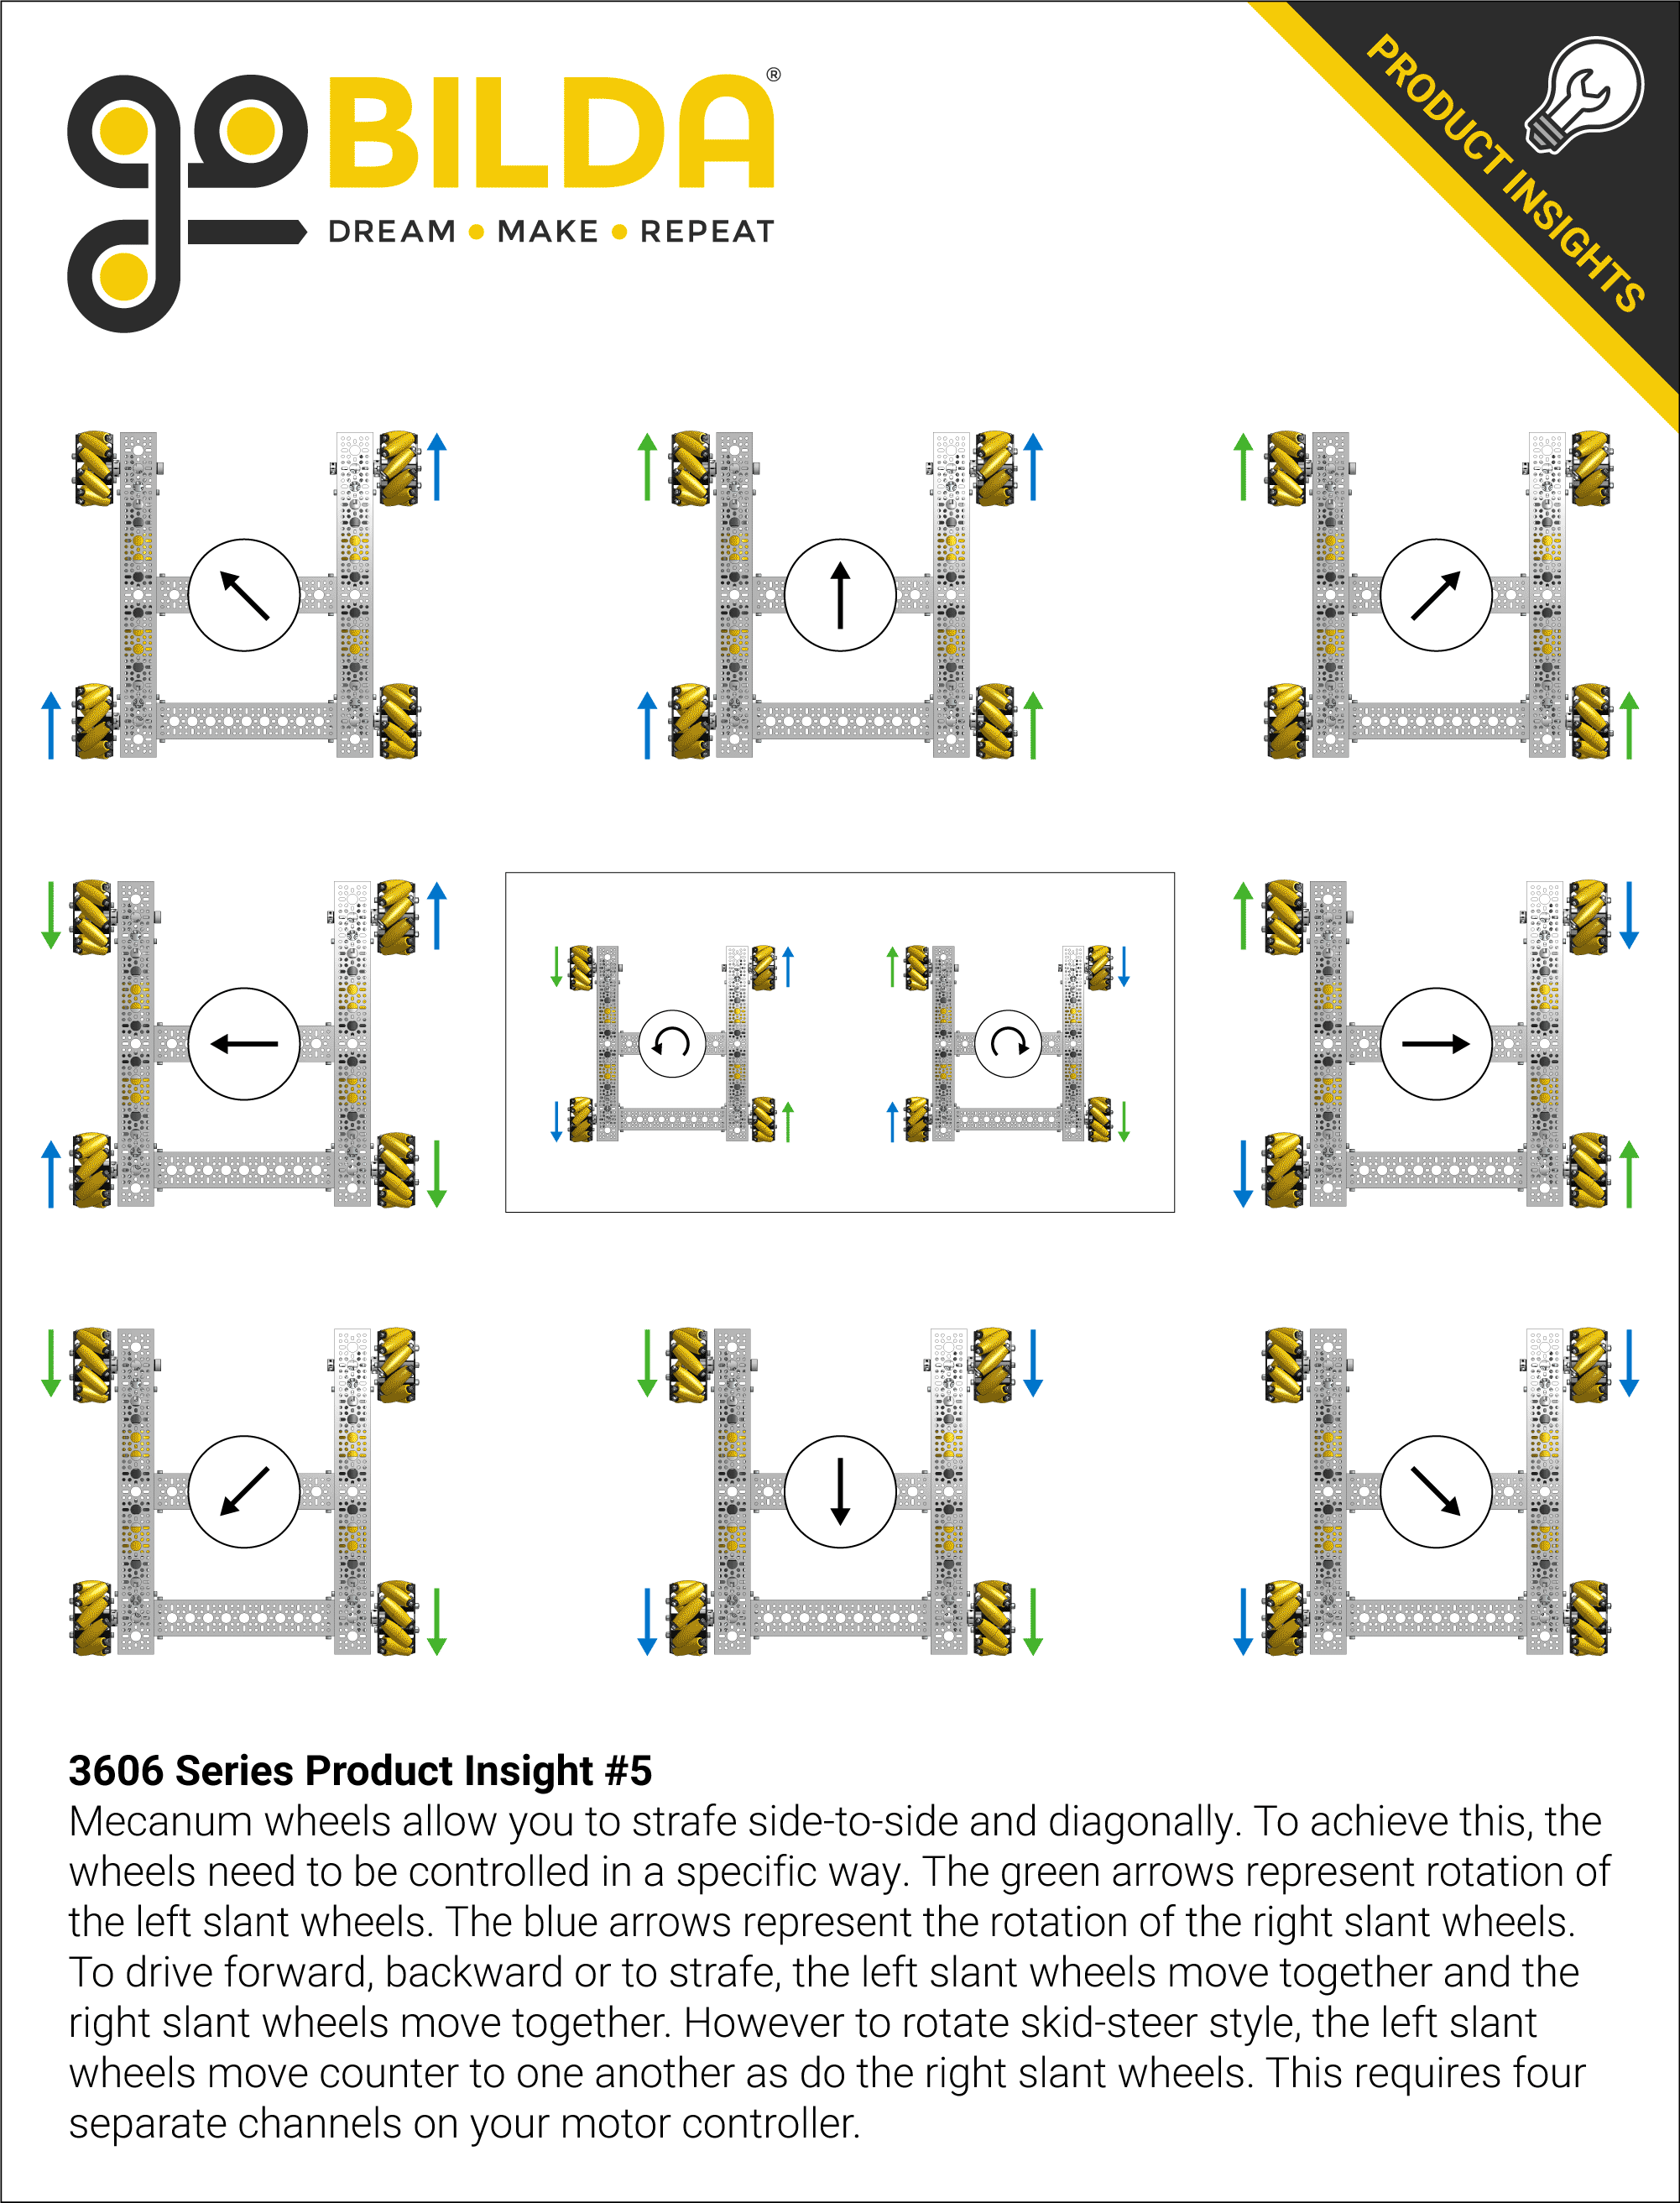 goBILDA®
DREAM • MAKE • REPEAT
PRODUCT INSIGHTS
3606 Series Product Insight #5
Mecanum wheels allow you to strafe side-to-side and diagonally. To achieve this, the
wheels need to be controlled in a specific way. The green arrows represent rotation of
the left slant wheels. The blue arrows represent the rotation of the right slant wheels.
To drive forward, backward or to strafe, the left slant wheels move together and the
right slant wheels move together. However to rotate skid-steer style, the left slant
wheels move counter to one another as do the right slant wheels. This requires four
separate channels on your motor controller.